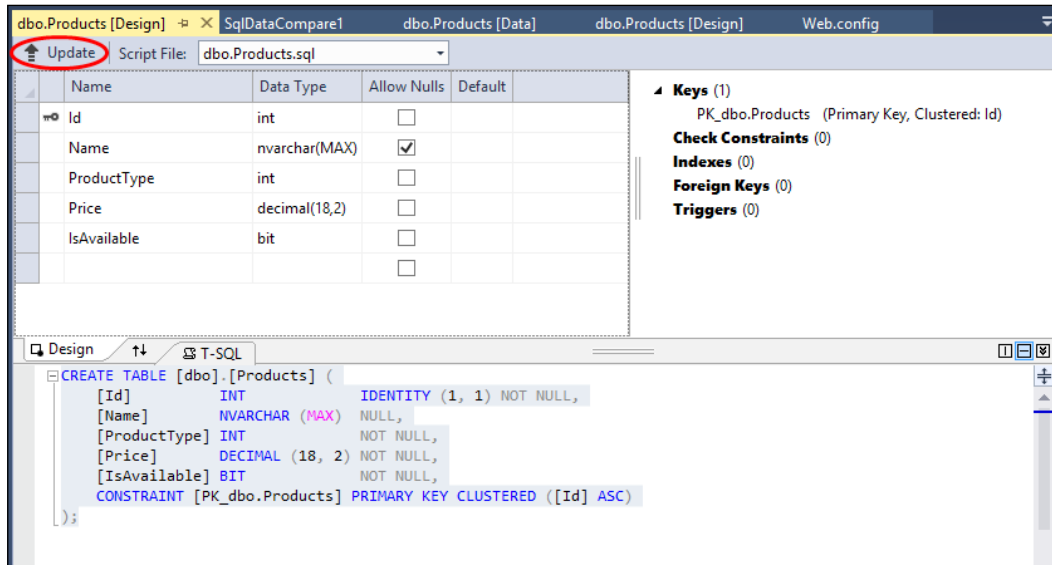 dbo.Products [Design] SqlDataCompare1 dbo.Products [Data] dbo.Products [Design] Web.config
Update Script File: dbo.Products.sql
Name Data Type Allow Nulls Default
Id int
Name nvarchar(MAX)
ProductType int
Price decimal(18,2)
IsAvailable bit
Keys (1)
PK_dbo.Products (Primary Key, Clustered: Id)
Check Constraints (0)
Indexes (0)
Foreign Keys (0)
Triggers (0)
Design T-SQL
CREATE TABLE [dbo].[Products] (
[Id] INT IDENTITY (1, 1) NOT NULL,
[Name] NVARCHAR (MAX) NULL,
[ProductType] INT NOT NULL,
[Price] DECIMAL (18, 2) NOT NULL,
[IsAvailable] BIT NOT NULL,
CONSTRAINT [PK_dbo.Products] PRIMARY KEY CLUSTERED ([Id] ASC)
);